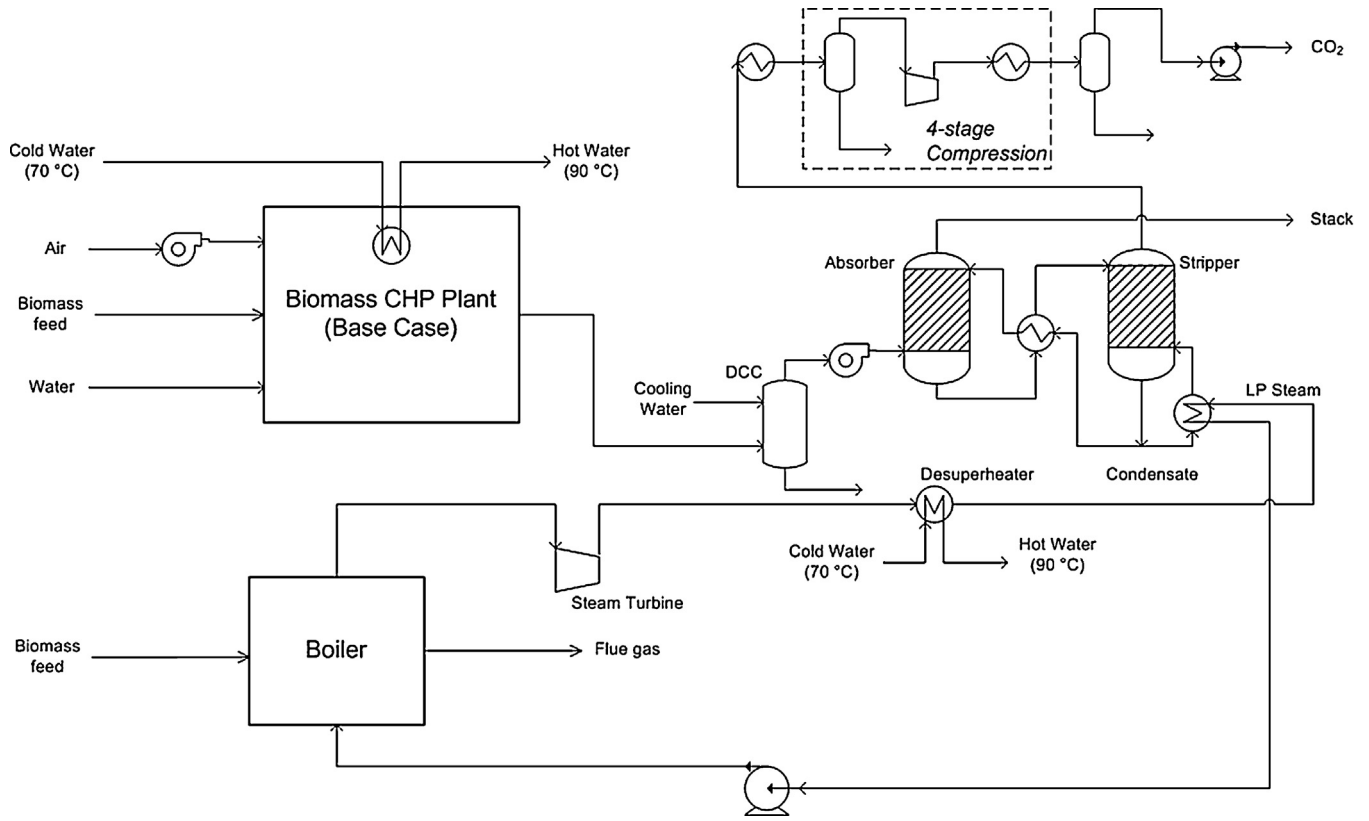 CO₂
4-stage
Compression
Cold Water
(70 °C)
Hot Water
(90 °C)
Stack
Air
Absorber
Stripper
Biomass CHP Plant
(Base Case)
Biomass
feed
DCC
Water
Cooling
Water
LP Steam
Desuperheater
Condensate
Cold Water
(70 °C)
Hot Water
(90 °C)
Steam Turbine
Biomass
feed
Boiler
Flue gas